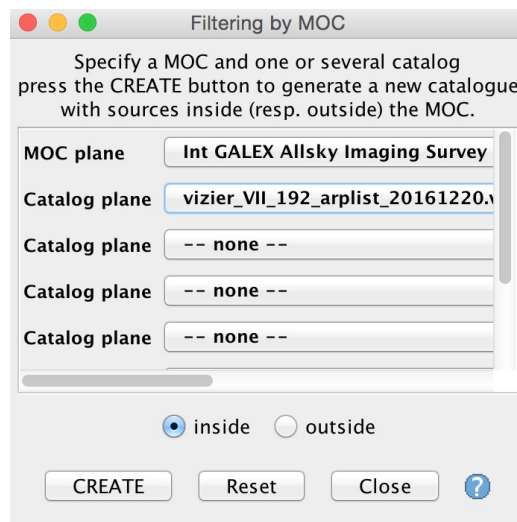 Filtering by MOC
Specify a MOC and one or several catalog
press the CREATE button to generate a new catalogue
with sources inside (resp. outside) the MOC.
MOC plane Int GALEX Allsky Imaging Survey
Catalog plane vizier_VII_192_arplist_20161220.v
Catalog plane -- none --
Catalog plane -- none --
Catalog plane -- none --
inside outside
CREATE Reset Close ?